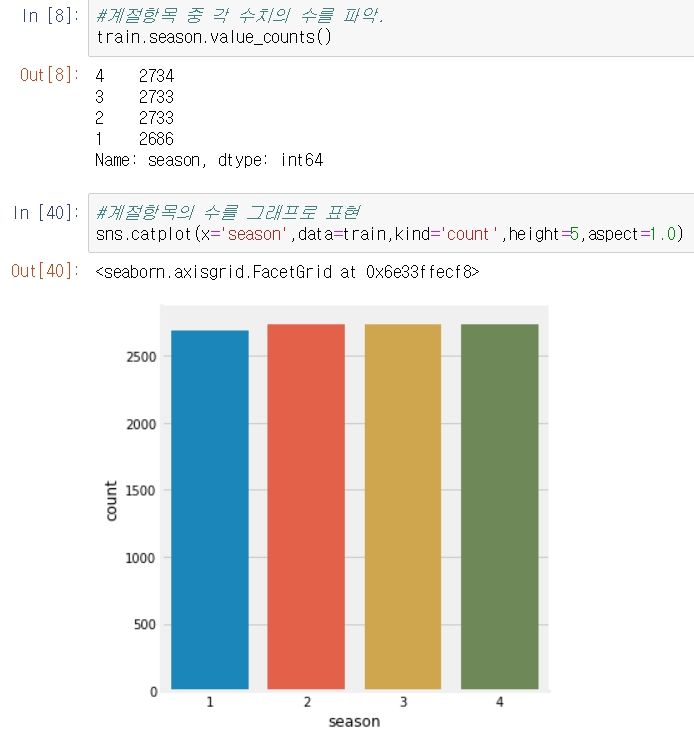 In [8]: #계절항목 중 각 수치의 수를 파악.
train.season.value_counts()
Out[8]: 4 2734
3 2733
2 2733
1 2686
Name: season, dtype: int64
In [40]: #계절항목의 수를 그래프로 표현
sns.catplot(x='season',data=train,kind='count',height=5,aspect=1.0)
Out[40]: <seaborn.axisgrid.FacetGrid at 0x6e33ffecf8>
2500
2000
1500
1000
500
0
count
1 2 3 4
season